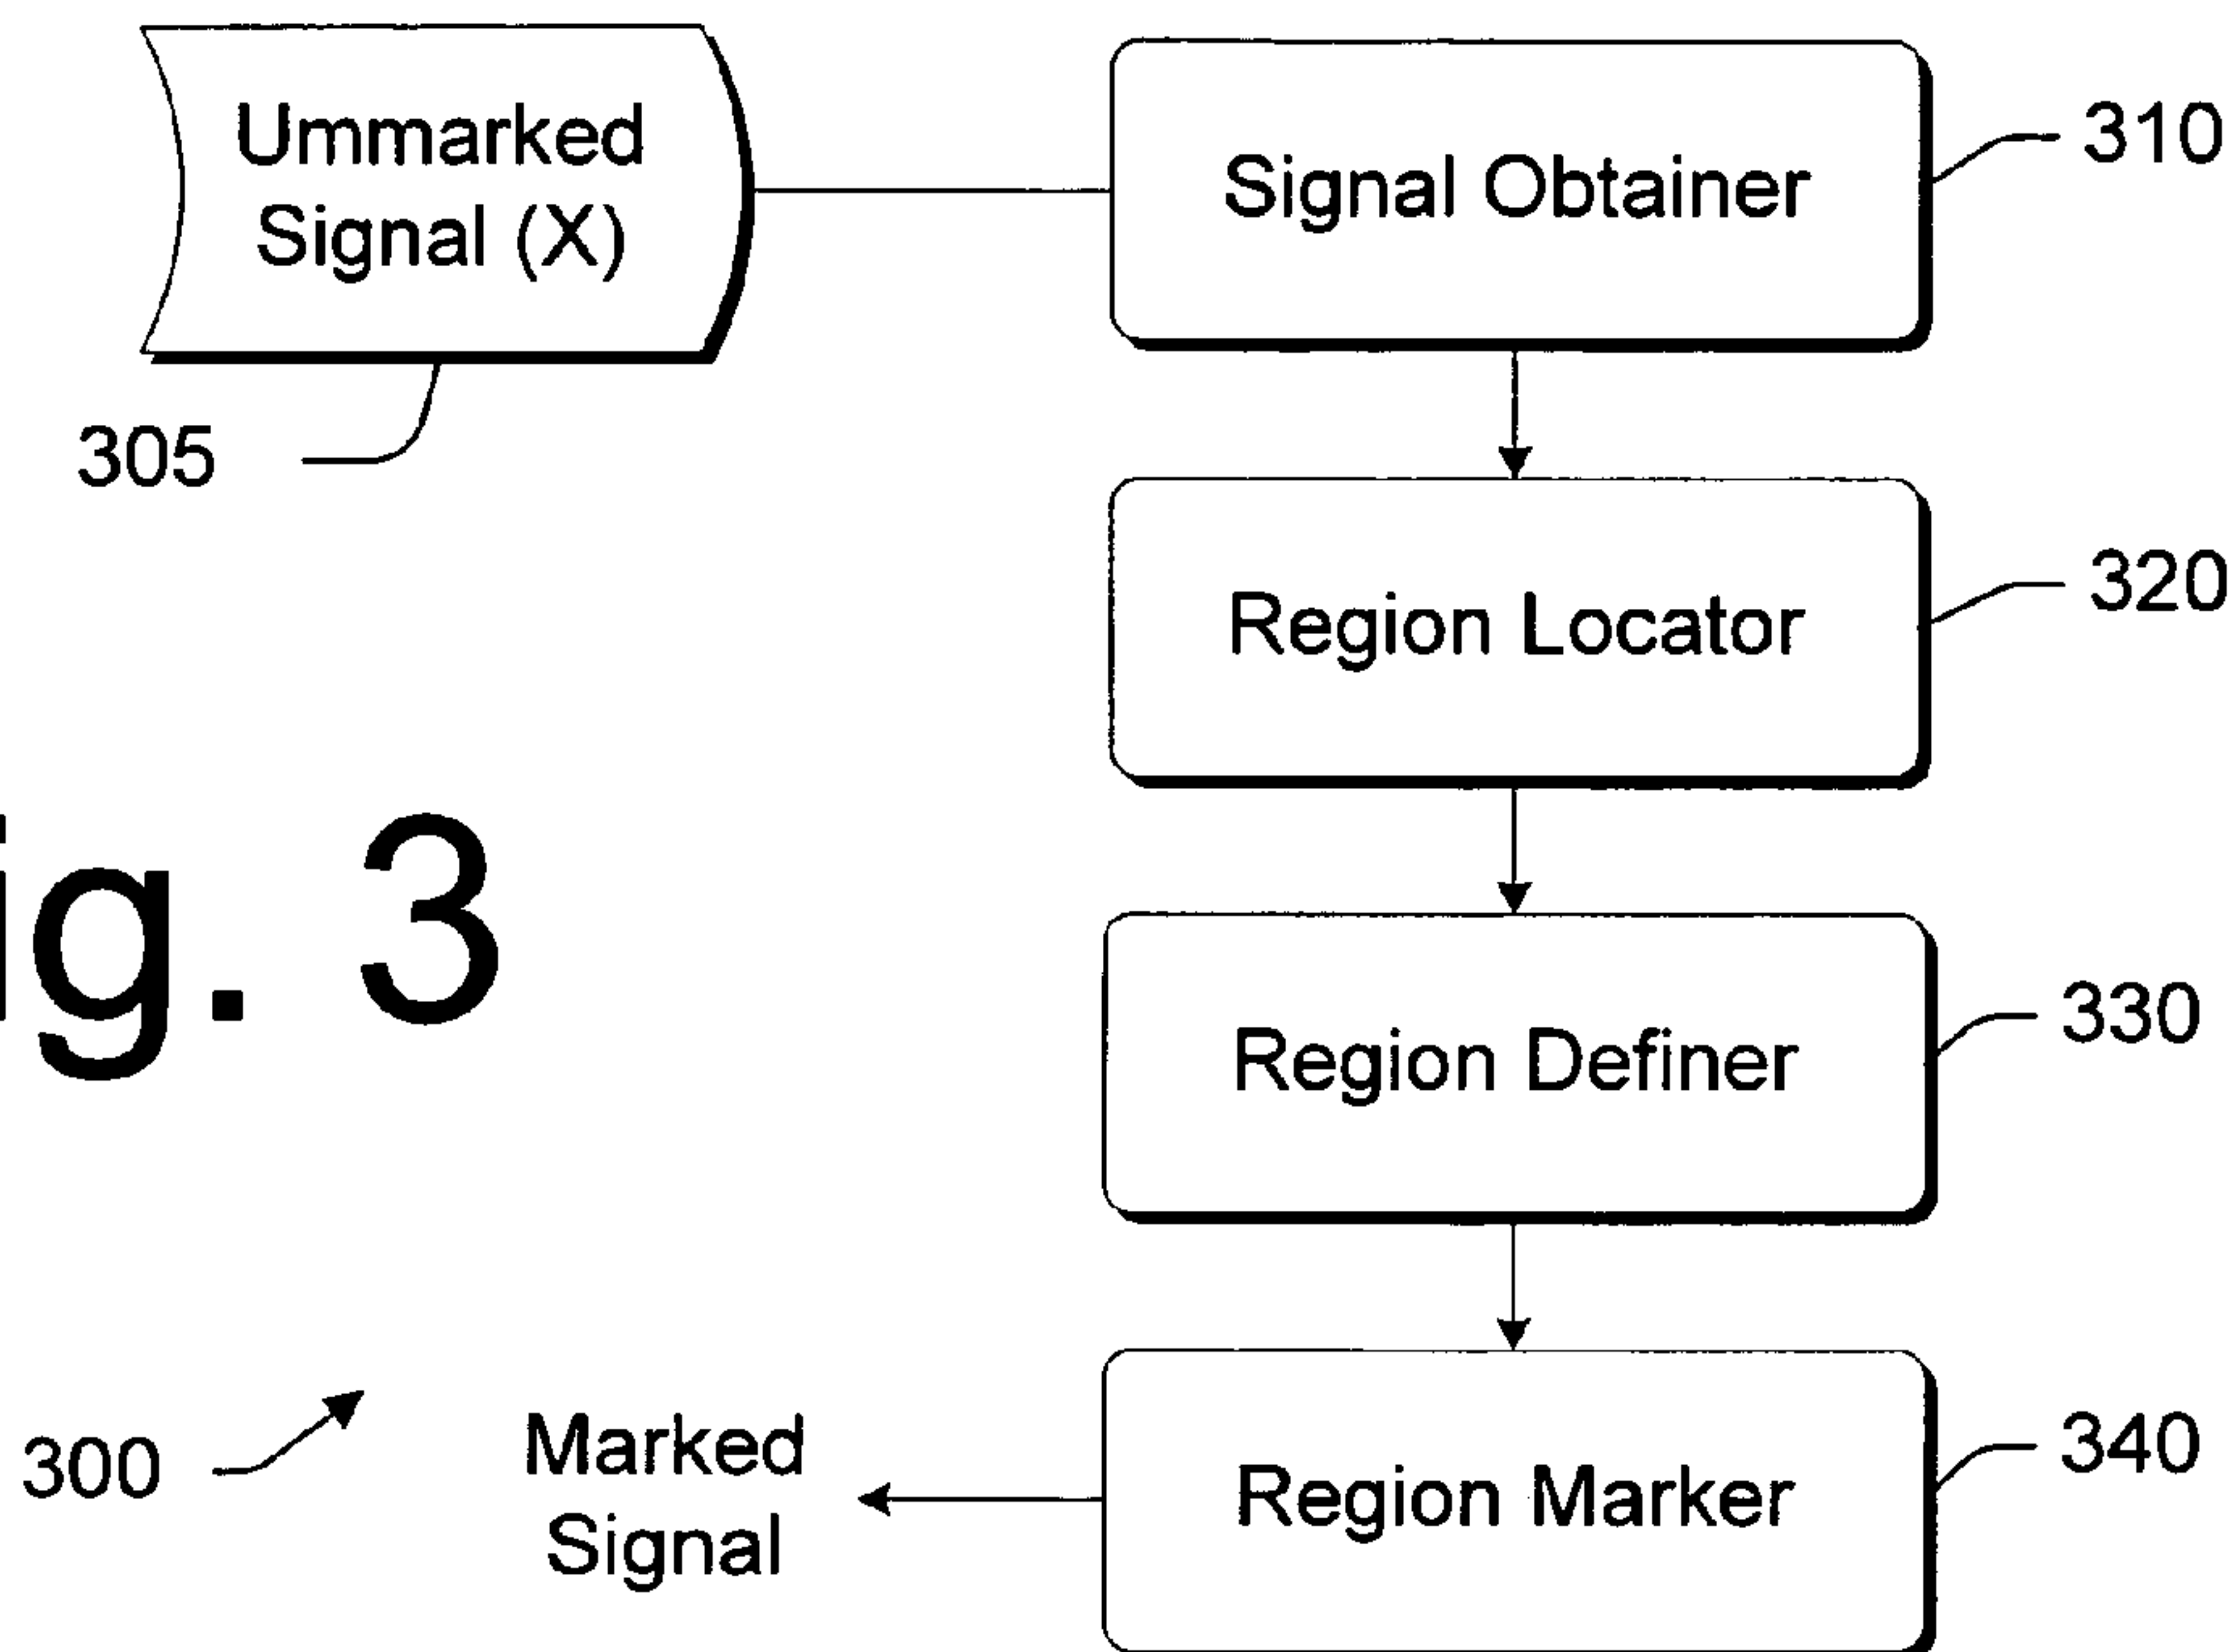 Ummarked
Signal (X)
305
Signal Obtainer
310
Region Locator
320
ig. 3
Region Definer
330
300
Marked
Signal
Region Marker
340